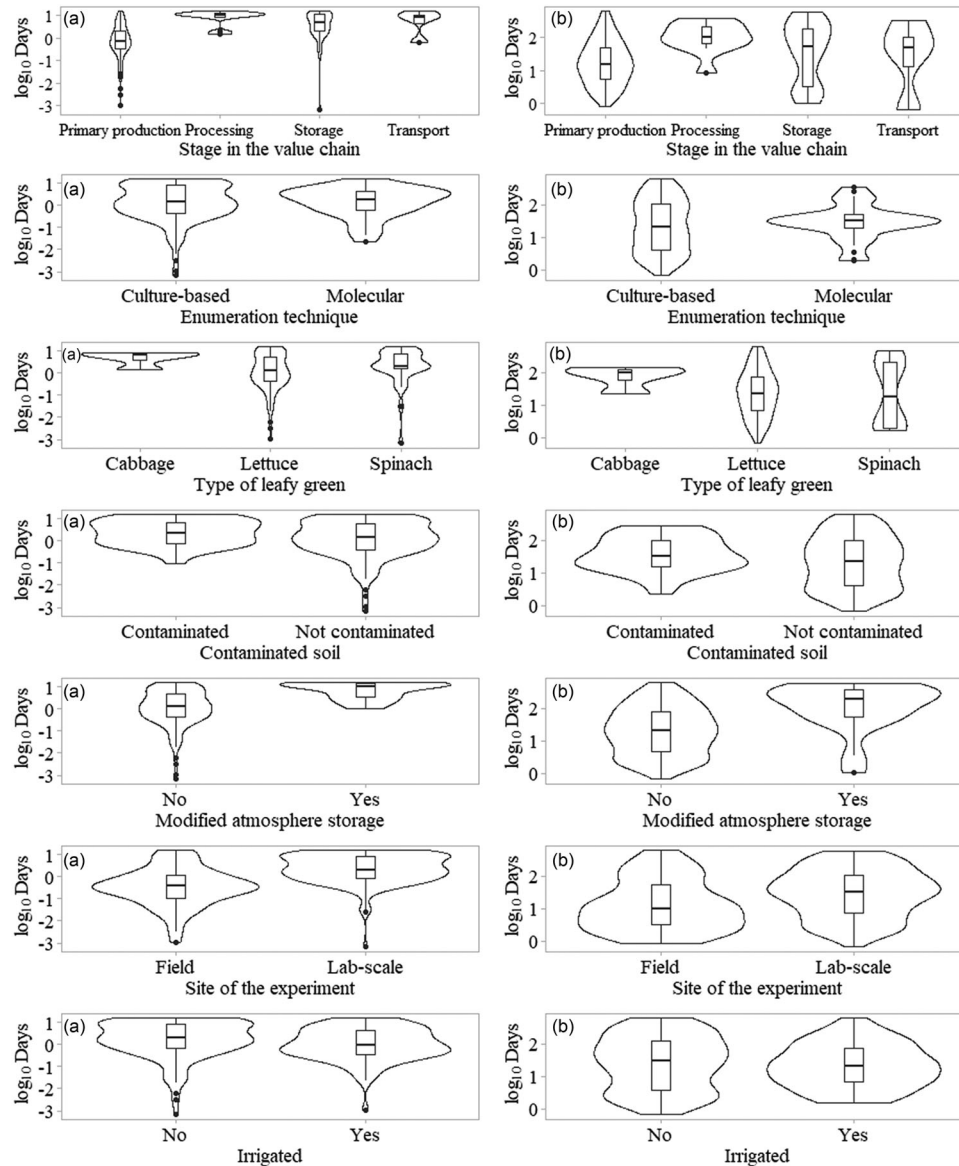 (a)
log10 Days
1
0
-1
-2
-3
Primary production Processing Storage Transport
Stage in the value chain
(b)
log10 Days
2
1
0
Primary production Processing Storage Transport
Stage in the value chain
(a)
log10 Days
1
0
-1
-2
-3
Culture-based Molecular
Enumeration technique
(b)
log10 Days
2
1
0
Culture-based Molecular
Enumeration technique
(a)
log10 Days
1
0
-1
-2
-3
Cabbage Lettuce Spinach
Type of leafy green
(b)
log10 Days
2
1
0
Cabbage Lettuce Spinach
Type of leafy green
(a)
log10 Days
1
0
-1
-2
-3
Contaminated Not contaminated
Contaminated soil
(b)
log10 Days
2
1
0
Contaminated Not contaminated
Contaminated soil
(a)
log10 Days
1
0
-1
-2
-3
No Yes
Modified atmosphere storage
(b)
log10 Days
2
1
0
No Yes
Modified atmosphere storage
(a)
log10 Days
1
0
-1
-2
-3
Field Lab-scale
Site of the experiment
(b)
log10 Days
2
1
0
Field Lab-scale
Site of the experiment
(a)
log10 Days
1
0
-1
-2
-3
No Yes
Irrigated
(b)
log10 Days
2
1
0
No Yes
Irrigated